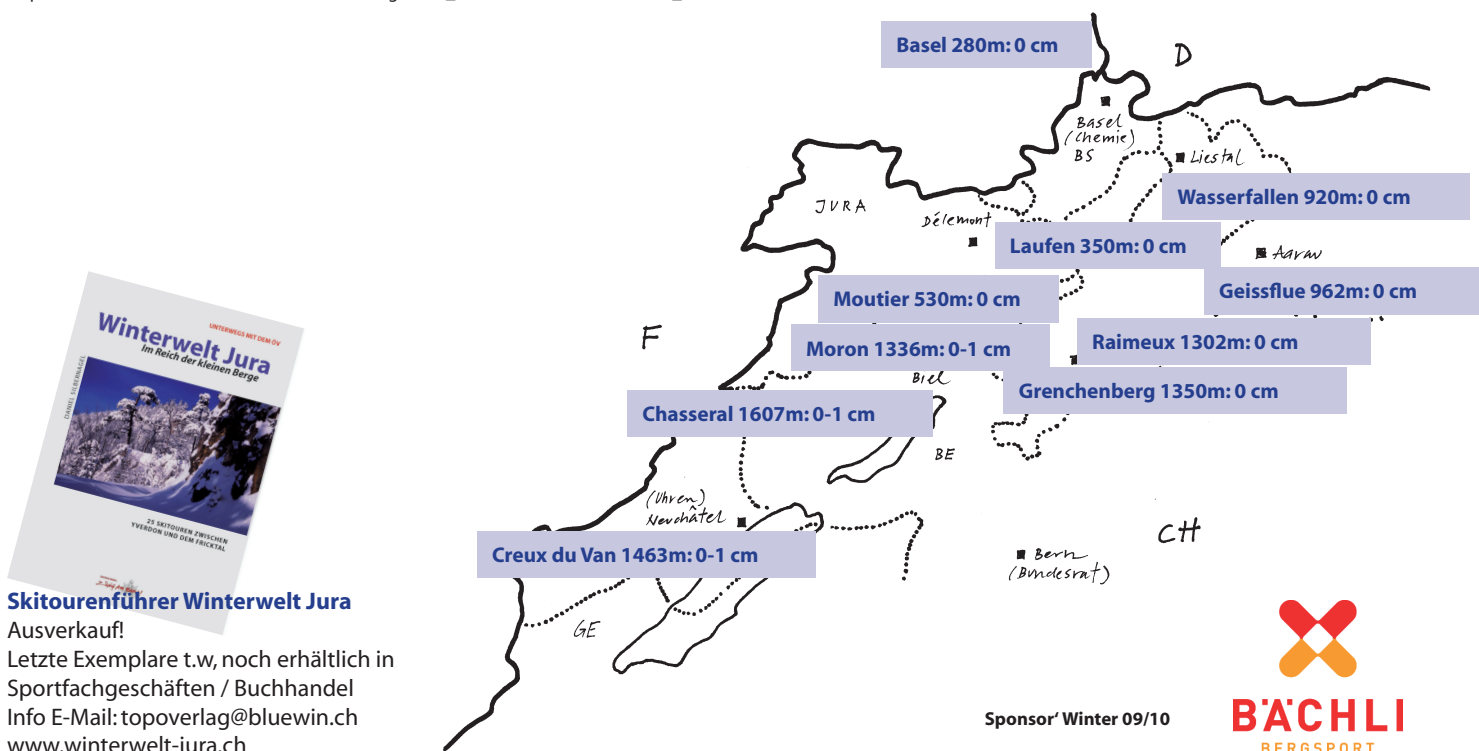 Basel 280m: 0 cm
D
Basel
(Chemie)
BS
Liestal
Wasserfallen 920m: 0 cm
JURA
Délemont
Laufen 350m: 0 cm
Aarau
Moutier 530m: 0 cm
Geissflue 962m: 0 cm
F
Moron 1336m: 0-1 cm
Raimeux 1302m: 0 cm
Biel
Grenchenberg 1350m: 0 cm
Chasseral 1607m: 0-1 cm
BE
(Uhren)
Neuchâtel
CH
Creux du Van 1463m: 0-1 cm
Bern
(Bundesrat)
GE
UNTERWEGS MIT DEM ÖV
Winterwelt Jura
Im Reich der kleinen Berge
DANIEL SILBERNAGEL
25 SKITOUREN ZWISCHEN
YVERDON UND DEM FRICKTAL
Skitourenführer Winterwelt Jura
Ausverkauf!
Letzte Exemplare t.w, noch erhältlich in
Sportfachgeschäften / Buchhandel
Info E-Mail: topoverlag@bluewin.ch
www.winterwelt-jura.ch
Sponsor' Winter 09/10
BÄCHLI
BERGSPORT